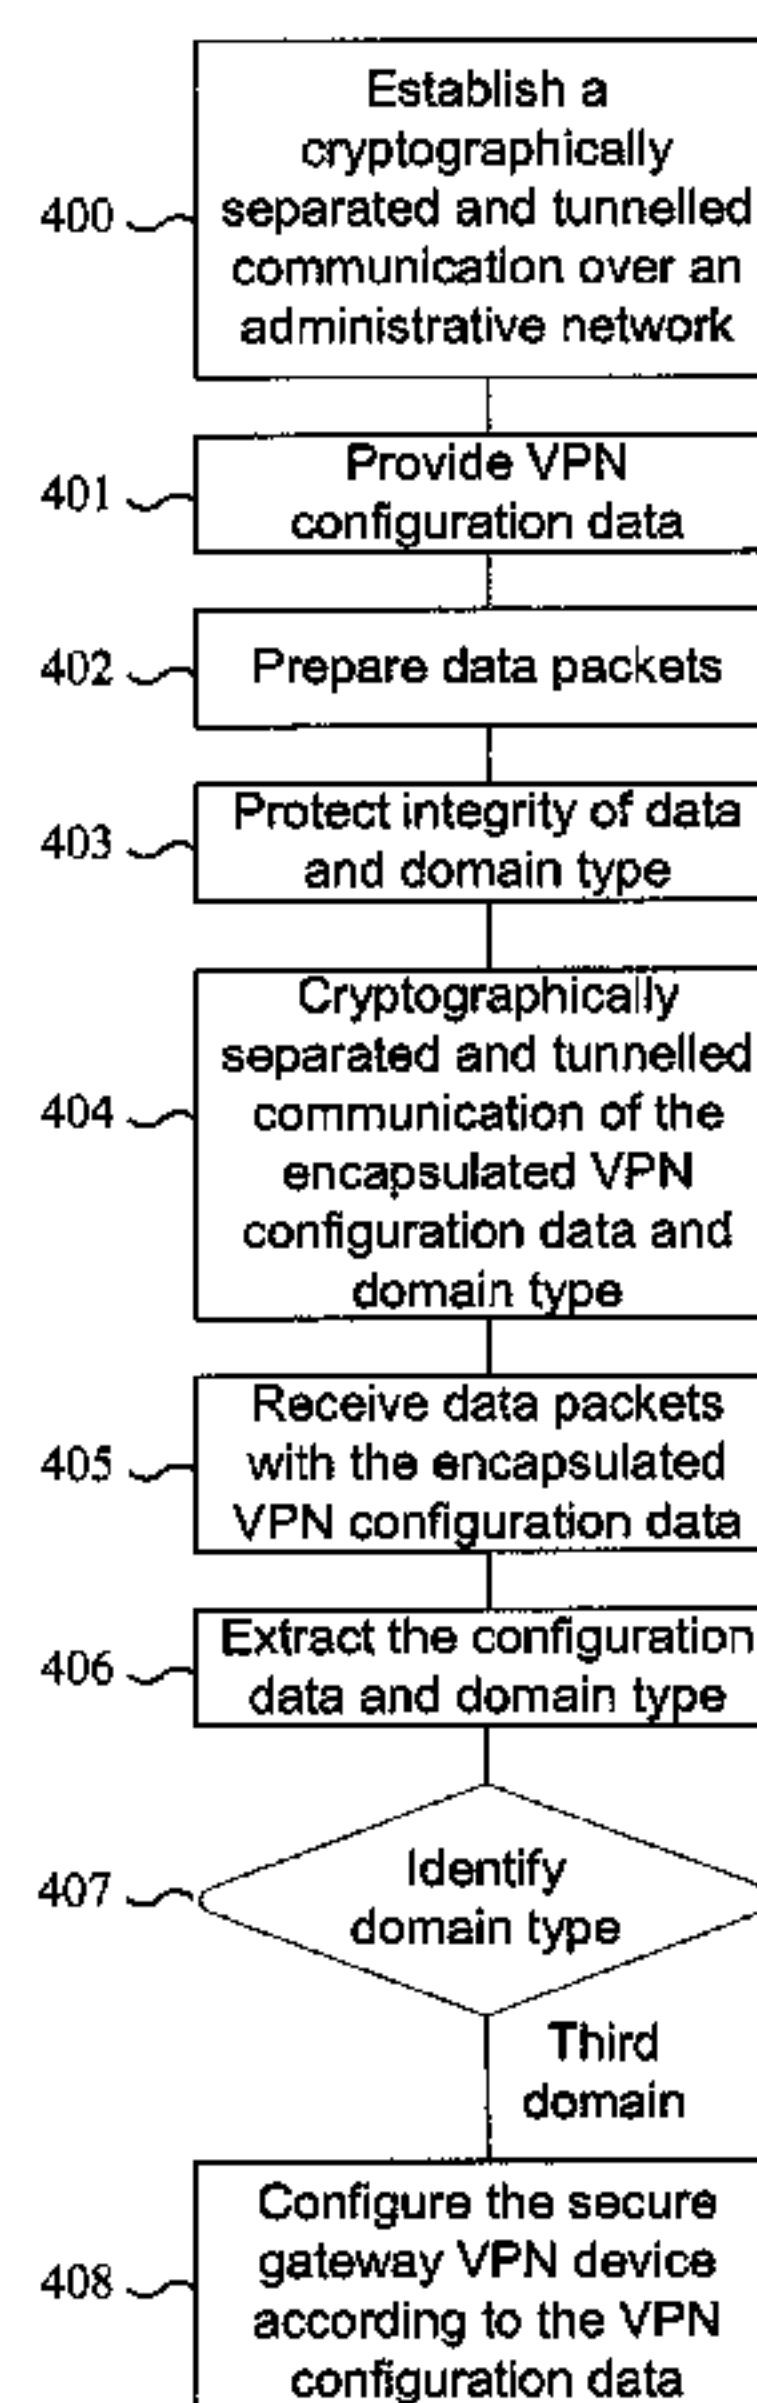 Establish a
cryptographically
400 separated and tunnelled
communication over an
administrative network
Provide VPN
401 configuration data
402 Prepare data packets
403 Protect integrity of data
and domain type
Cryptographically
separated and tunnelled
404 communication of the
encapsulated VPN
configuration data and
domain type
Receive data packets
405 with the encapsulated
VPN configuration data
Extract the configuration
406 data and domain type
407 Identify
domain type
Third
domain
Configure the secure
408 gateway VPN device
according to the VPN
configuration data